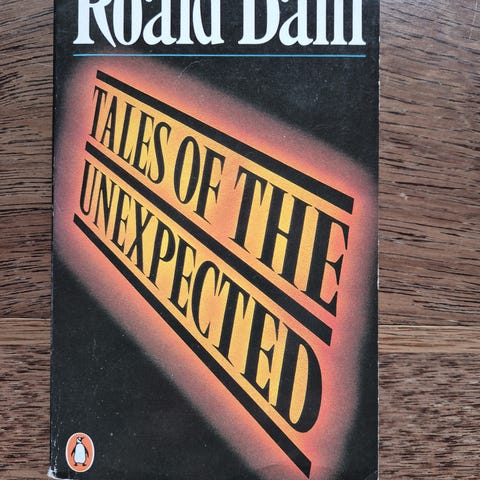 Roald Dahl
TALES OF THE
UNEXPECTED